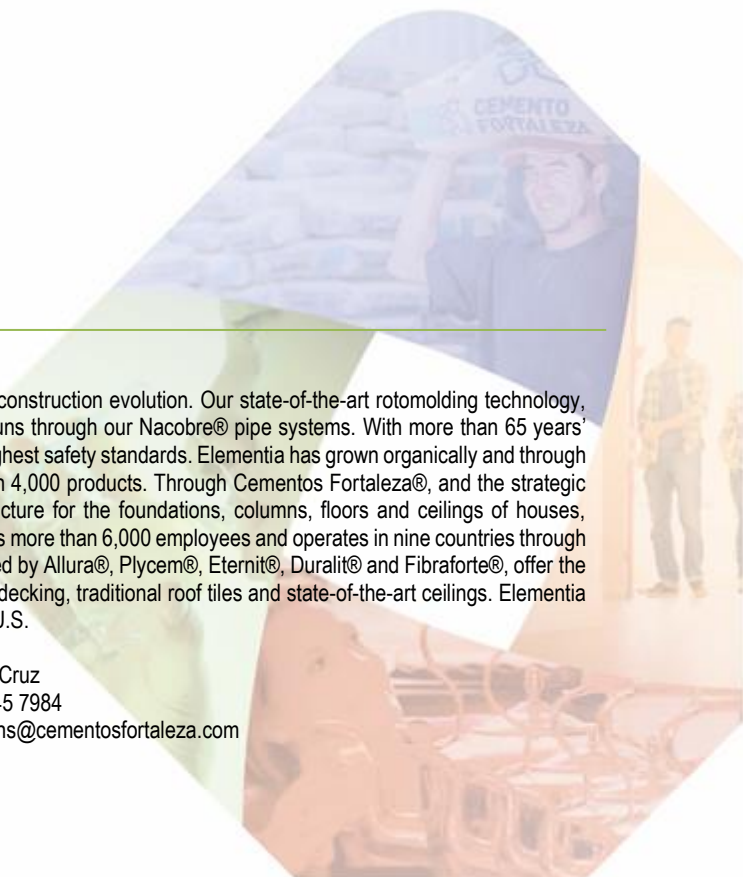 CEMENTO
FORTALEZA
construction evolution. Our state-of-the-art rotomolding technology,
uns through our Nacobre® pipe systems. With more than 65 years’
ghest safety standards. Elementia has grown organically and through
n 4,000 products. Through Cementos Fortaleza®, and the strategic
cture for the foundations, columns, floors and ceilings of houses,
s more than 6,000 employees and operates in nine countries through
ed by Allura®, Plycem®, Eternit®, Duralit® and Fibraforte®, offer the
decking, traditional roof tiles and state-of-the-art ceilings. Elementia
J.S.
Cruz
45 7984
ns@cementosfortaleza.com